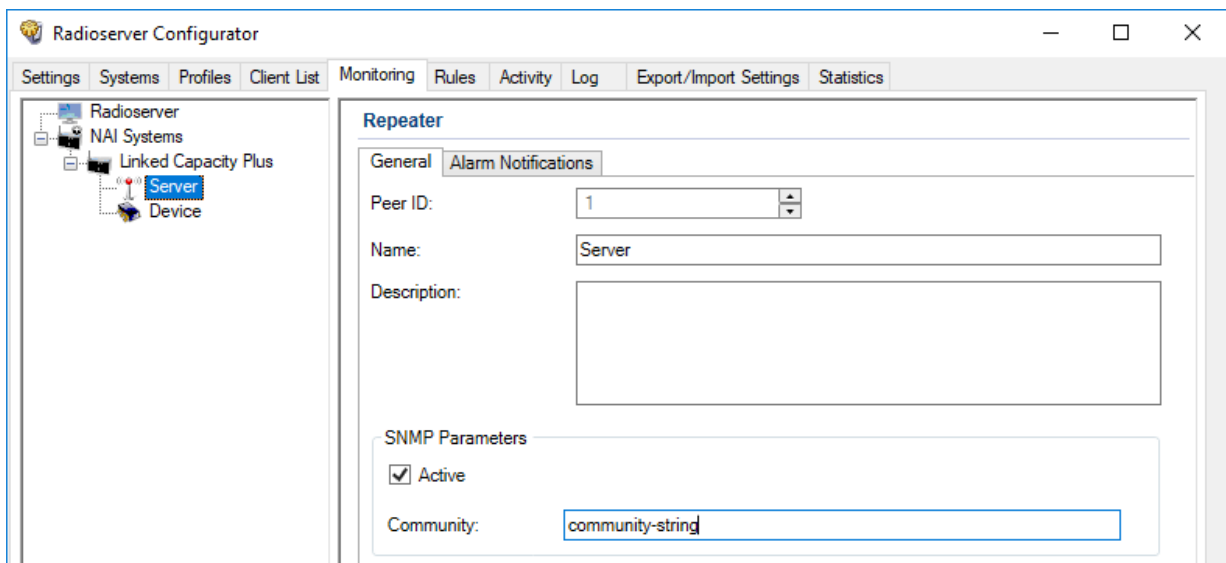 Radioserver Configurator
Settings Systems Profiles Client List Monitoring Rules Activity Log Export/Import Settings Statistics
Radioserver
NAI Systems
Linked Capacity Plus
Server
Device
Repeater
General Alarm Notifications
Peer ID: 1
Name: Server
Description:
SNMP Parameters
Active
Community: community-string